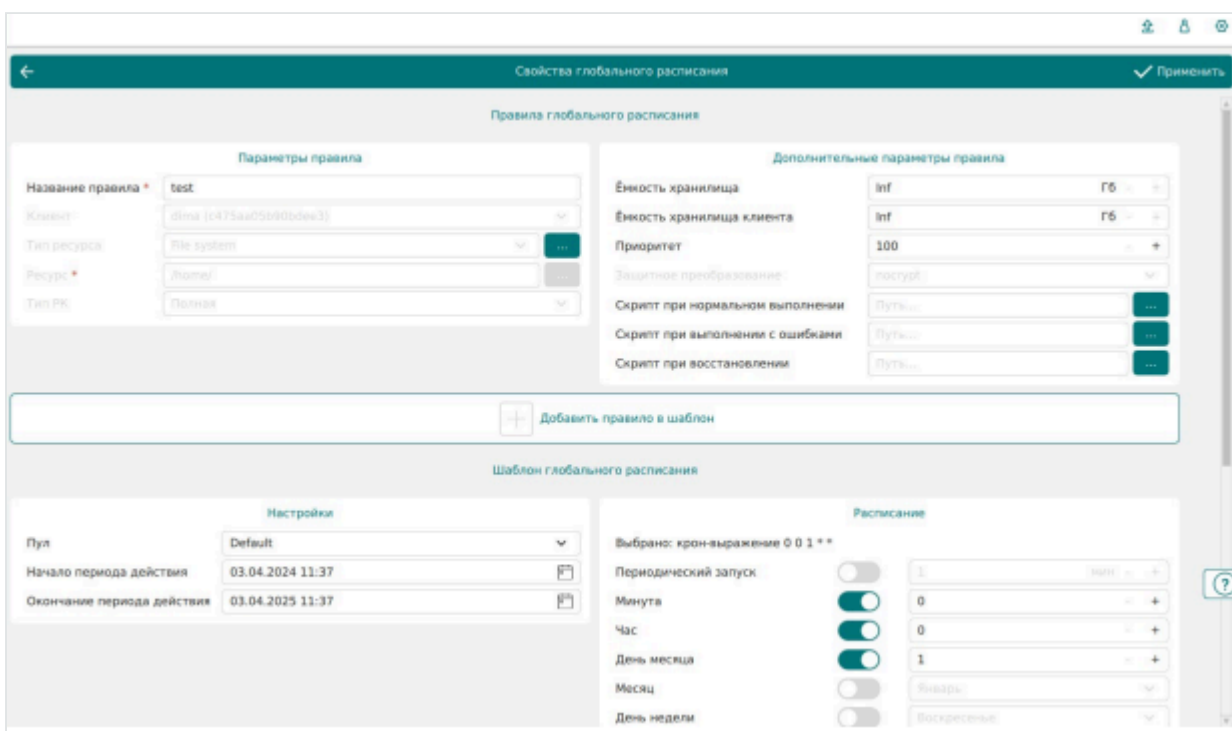 Свойства глобального расписания
Применить
Правила глобального расписания
Параметры правила
Название правила * test
Клиент dima (c475aa05b90bdee3)
Тип ресурса File system ...
Ресурс * /home/ ...
Тип РК Полная
Дополнительные параметры правила
Ёмкость хранилища Inf Гб - +
Ёмкость хранилища клиента Inf Гб - +
Приоритет 100 - +
Защитное преобразование nocrypt
Скрипт при нормальном выполнении Путь... ...
Скрипт при выполнении с ошибками Путь... ...
Скрипт при восстановлении Путь... ...
+ Добавить правило в шаблон
Шаблон глобального расписания
Настройки
Пул Default
Начало периода действия 03.04.2024 11:37
Окончание периода действия 03.04.2025 11:37
Расписание
Выбрано: крон-выражение 0 0 1 * *
Периодический запуск 1 мин - +
Минута 0 - +
Час 0 - +
День месяца 1 - +
Месяц Январь
День недели Воскресенье
?